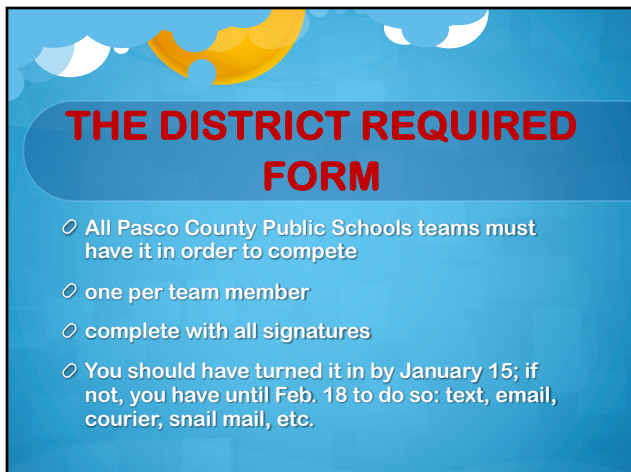 THE DISTRICT REQUIRED
FORM
All Pasco County Public Schools teams must
have it in order to compete
one per team member
complete with all signatures
You should have turned it in by January 15; if
not, you have until Feb. 18 to do so: text, email,
courier, snail mail, etc.